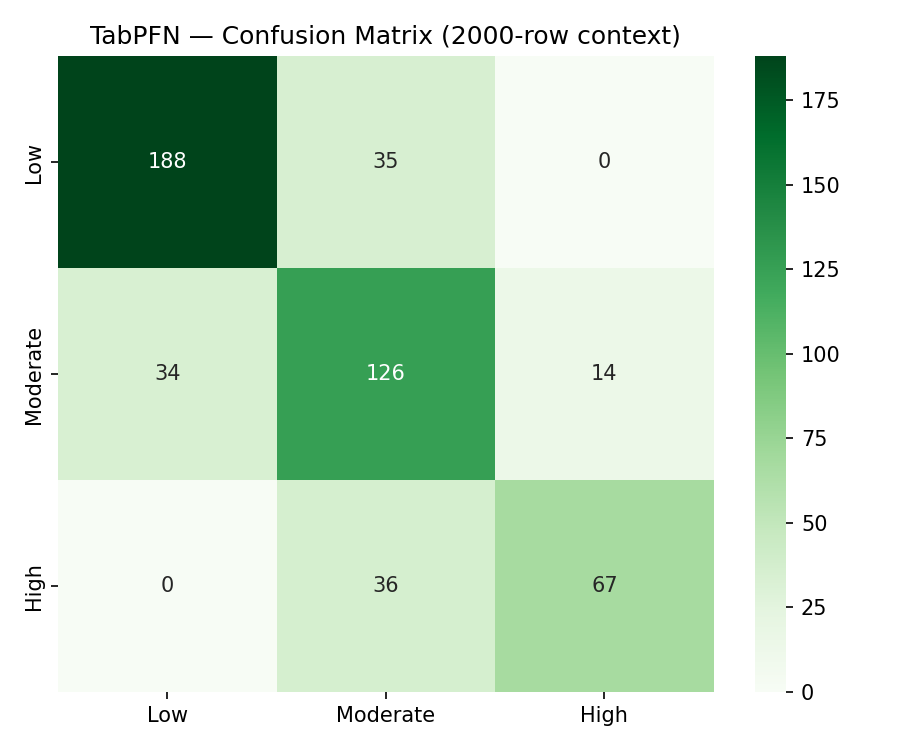 TabPFN — Confusion Matrix (2000-row context)
Low 188 35 0
Moderate 34 126 14
High 0 36 67
Low Moderate High
175
150
125
100
75
50
25
0